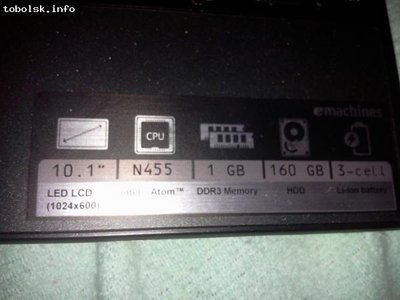 tobolsk.info
emachines
CPU
10.1" N455 1 GB 160 GB 3-cell
LED LCD Intel Atom™ DDR3 Memory HDD Li-ion battery
(1024x600)